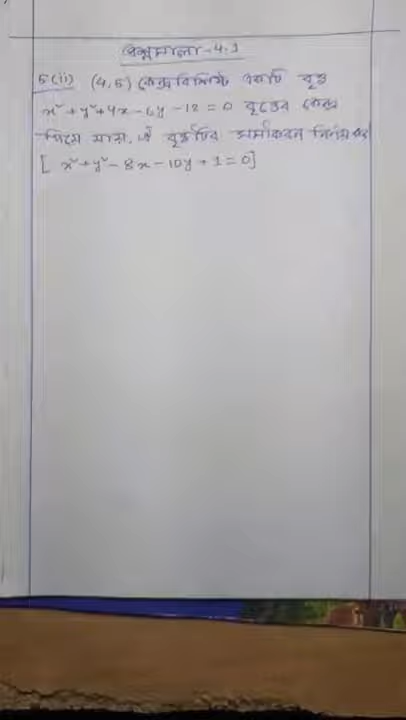 প্রশ্নমালা-4.1
5(ii) (4,5) কেন্দ্রবিশিষ্ট একটি বৃত্ত
x²+y²+4x-6y-12=0 বৃত্তের কেন্দ্র
দিয়ে যায়, ঐ বৃত্তটির সমীকরণ নির্ণয় কর
[ x²+y²-8x-10y+1=0]